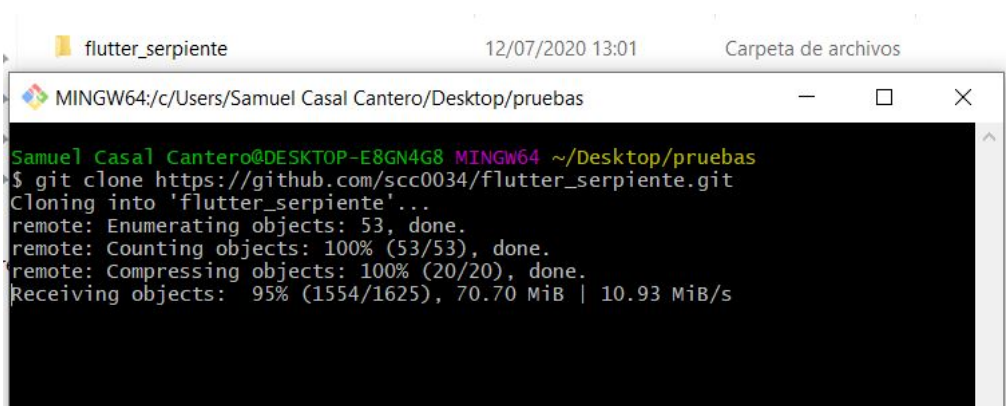 flutter_serpiente 12/07/2020 13:01 Carpeta de archivos
MINGW64:/c/Users/Samuel Casal Cantero/Desktop/pruebas
Samuel Casal Cantero@DESKTOP-E8GN4G8 MINGW64 ~/Desktop/pruebas
$ git clone https://github.com/scc0034/flutter_serpiente.git
Cloning into 'flutter_serpiente'...
remote: Enumerating objects: 53, done.
remote: Counting objects: 100% (53/53), done.
remote: Compressing objects: 100% (20/20), done.
Receiving objects:  95% (1554/1625), 70.70 MiB | 10.93 MiB/s